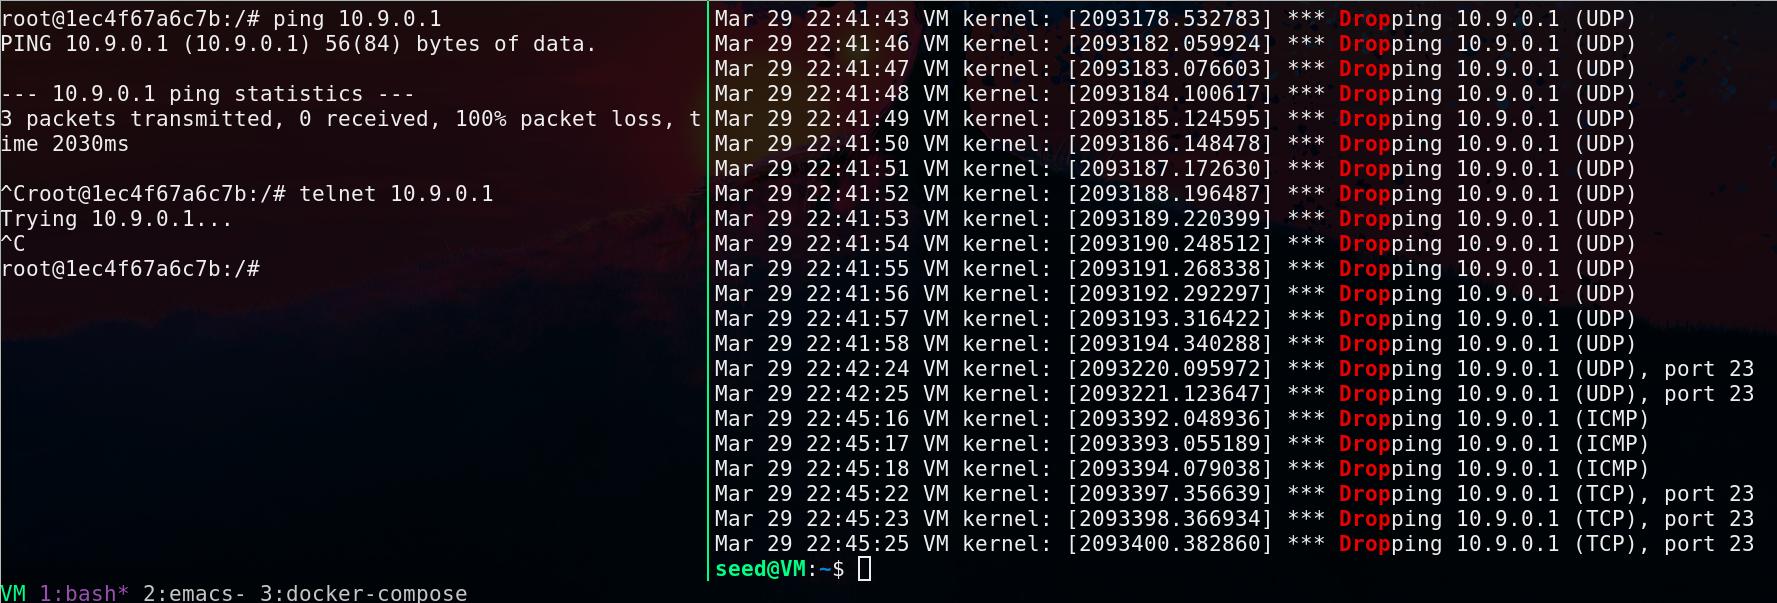 root@1ec4f67a6c7b:/# ping 10.9.0.1
PING 10.9.0.1 (10.9.0.1) 56(84) bytes of data.

--- 10.9.0.1 ping statistics ---
3 packets transmitted, 0 received, 100% packet loss, t
ime 2030ms

^Croot@1ec4f67a6c7b:/# telnet 10.9.0.1
Trying 10.9.0.1...
^C
root@1ec4f67a6c7b:/#
Mar 29 22:41:43 VM kernel: [2093178.532783] *** Dropping 10.9.0.1 (UDP)
Mar 29 22:41:46 VM kernel: [2093182.059924] *** Dropping 10.9.0.1 (UDP)
Mar 29 22:41:47 VM kernel: [2093183.076603] *** Dropping 10.9.0.1 (UDP)
Mar 29 22:41:48 VM kernel: [2093184.100617] *** Dropping 10.9.0.1 (UDP)
Mar 29 22:41:49 VM kernel: [2093185.124595] *** Dropping 10.9.0.1 (UDP)
Mar 29 22:41:50 VM kernel: [2093186.148478] *** Dropping 10.9.0.1 (UDP)
Mar 29 22:41:51 VM kernel: [2093187.172630] *** Dropping 10.9.0.1 (UDP)
Mar 29 22:41:52 VM kernel: [2093188.196487] *** Dropping 10.9.0.1 (UDP)
Mar 29 22:41:53 VM kernel: [2093189.220399] *** Dropping 10.9.0.1 (UDP)
Mar 29 22:41:54 VM kernel: [2093190.248512] *** Dropping 10.9.0.1 (UDP)
Mar 29 22:41:55 VM kernel: [2093191.268338] *** Dropping 10.9.0.1 (UDP)
Mar 29 22:41:56 VM kernel: [2093192.292297] *** Dropping 10.9.0.1 (UDP)
Mar 29 22:41:57 VM kernel: [2093193.316422] *** Dropping 10.9.0.1 (UDP)
Mar 29 22:41:58 VM kernel: [2093194.340288] *** Dropping 10.9.0.1 (UDP)
Mar 29 22:42:24 VM kernel: [2093220.095972] *** Dropping 10.9.0.1 (UDP), port 23
Mar 29 22:42:25 VM kernel: [2093221.123647] *** Dropping 10.9.0.1 (UDP), port 23
Mar 29 22:45:16 VM kernel: [2093392.048936] *** Dropping 10.9.0.1 (ICMP)
Mar 29 22:45:17 VM kernel: [2093393.055189] *** Dropping 10.9.0.1 (ICMP)
Mar 29 22:45:18 VM kernel: [2093394.079038] *** Dropping 10.9.0.1 (ICMP)
Mar 29 22:45:22 VM kernel: [2093397.356639] *** Dropping 10.9.0.1 (TCP), port 23
Mar 29 22:45:23 VM kernel: [2093398.366934] *** Dropping 10.9.0.1 (TCP), port 23
Mar 29 22:45:25 VM kernel: [2093400.382860] *** Dropping 10.9.0.1 (TCP), port 23
seed@VM:~$
VM 1:bash* 2:emacs- 3:docker-compose